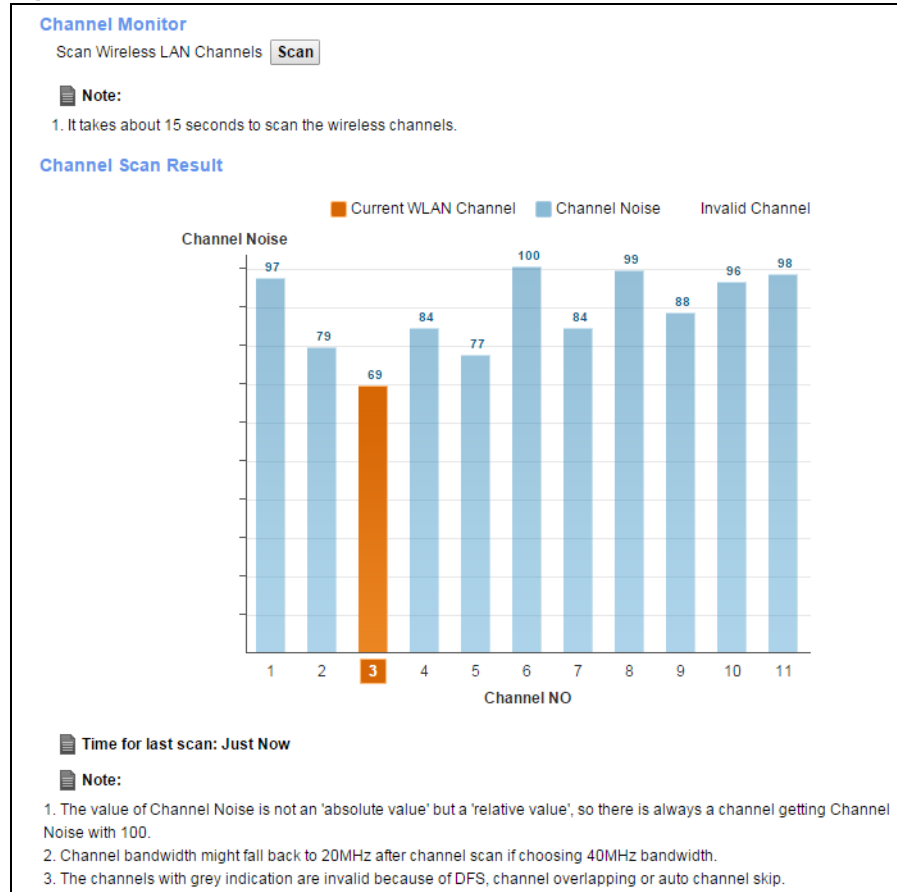 Channel Monitor
Scan Wireless LAN Channels Scan
Note:
1. It takes about 15 seconds to scan the wireless channels.
Channel Scan Result
Current WLAN Channel Channel Noise Invalid Channel
Channel Noise
97 79 69 84 77 100 84 99 88 96 98
1 2 3 4 5 6 7 8 9 10 11
Channel NO
Time for last scan: Just Now
Note:
1. The value of Channel Noise is not an 'absolute value' but a 'relative value', so there is always a channel getting Channel
Noise with 100.
2. Channel bandwidth might fall back to 20MHz after channel scan if choosing 40MHz bandwidth.
3. The channels with grey indication are invalid because of DFS, channel overlapping or auto channel skip.